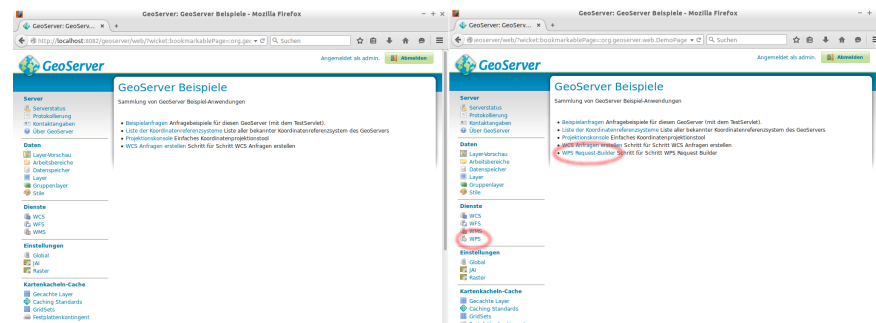 GeoServer: GeoServer Beispiele - Mozilla Firefox
GeoServer: GeoServ...
http://localhost:8082/geoserver/web/?wicket:bookmarkablePage=:org.geo
Suchen
GeoServer
Angemeldet als admin.
Abmelden
Server
Serverstatus
Protokollierung
Kontaktangaben
Über GeoServer
Daten
Layer-Vorschau
Arbeitsbereiche
Datenspeicher
Layer
Gruppenlayer
Stile
Dienste
WCS
WFS
WMS
Einstellungen
Global
JAI
Raster
Kartenkacheln-Cache
Gecachte Layer
Caching Standards
GridSets
Festplattenkontingent
GeoServer Beispiele
Sammlung von GeoServer Beispiel-Anwendungen
• Beispielanfragen Anfragebeispiele für diesen GeoServer (mit dem TestServlet).
• Liste der Koordinatenreferenzsysteme Liste aller bekannter Koordinatenreferenzsystem des GeoServers
• Projektionskonsole Einfaches Koordinatenprojektionstool
• WCS Anfragen erstellen Schritt für Schritt WCS Anfragen erstellen
GeoServer: GeoServer Beispiele - Mozilla Firefox
GeoServer: GeoServ...
geoserver/web/?wicket:bookmarkablePage=:org.geoserver.web.DemoPage
Suchen
GeoServer
Angemeldet als admin.
Abmelden
Server
Serverstatus
Protokollierung
Kontaktangaben
Über GeoServer
Daten
Layer-Vorschau
Arbeitsbereiche
Datenspeicher
Layer
Gruppenlayer
Stile
Dienste
WCS
WFS
WMS
WPS
Einstellungen
Global
JAI
Raster
Kartenkacheln-Cache
Gecachte Layer
Caching Standards
GridSets
GeoServer Beispiele
Sammlung von GeoServer Beispiel-Anwendungen
• Beispielanfragen Anfragebeispiele für diesen GeoServer (mit dem TestServlet).
• Liste der Koordinatenreferenzsysteme Liste aller bekannter Koordinatenreferenzsystem des GeoServers
• Projektionskonsole Einfaches Koordinatenprojektionstool
• WCS Anfragen erstellen Schritt für Schritt WCS Anfragen erstellen
• WPS Request-Builder Schritt für Schritt WPS Request Builder